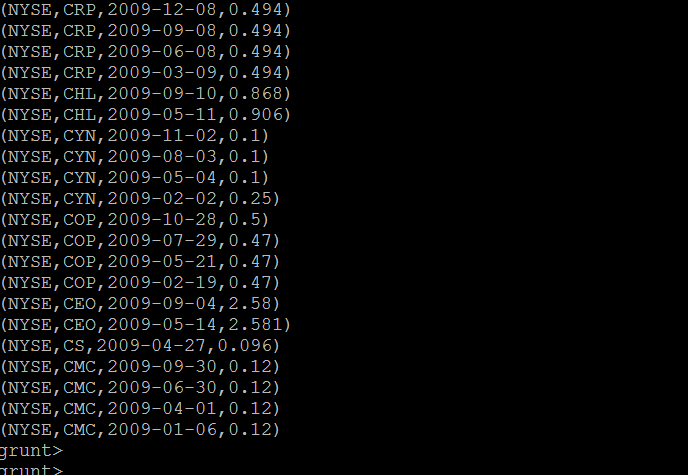 (NYSE,CRP,2009-12-08,0.494)
(NYSE,CRP,2009-09-08,0.494)
(NYSE,CRP,2009-06-08,0.494)
(NYSE,CRP,2009-03-09,0.494)
(NYSE,CHL,2009-09-10,0.868)
(NYSE,CHL,2009-05-11,0.906)
(NYSE,CYN,2009-11-02,0.1)
(NYSE,CYN,2009-08-03,0.1)
(NYSE,CYN,2009-05-04,0.1)
(NYSE,CYN,2009-02-02,0.25)
(NYSE,COP,2009-10-28,0.5)
(NYSE,COP,2009-07-29,0.47)
(NYSE,COP,2009-05-21,0.47)
(NYSE,COP,2009-02-19,0.47)
(NYSE,CEO,2009-09-04,2.58)
(NYSE,CEO,2009-05-14,2.581)
(NYSE,CS,2009-04-27,0.096)
(NYSE,CMC,2009-09-30,0.12)
(NYSE,CMC,2009-06-30,0.12)
(NYSE,CMC,2009-04-01,0.12)
(NYSE,CMC,2009-01-06,0.12)
grunt>
grunt>